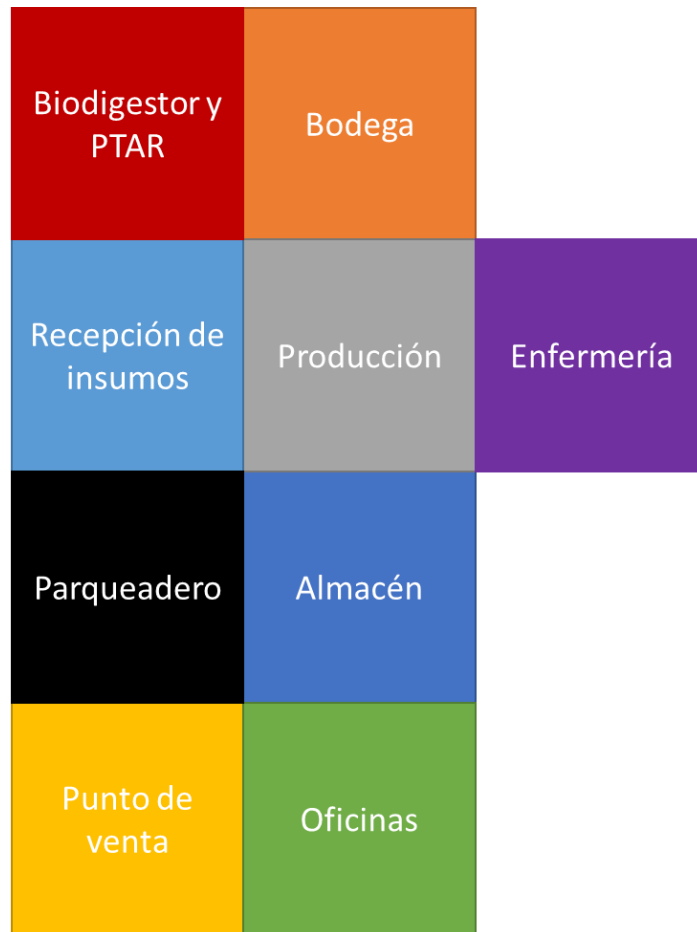 Biodigestor y
PTAR
Bodega
Recepción de
insumos
Producción
Enfermería
Parqueadero
Almacén
Punto de
venta
Oficinas